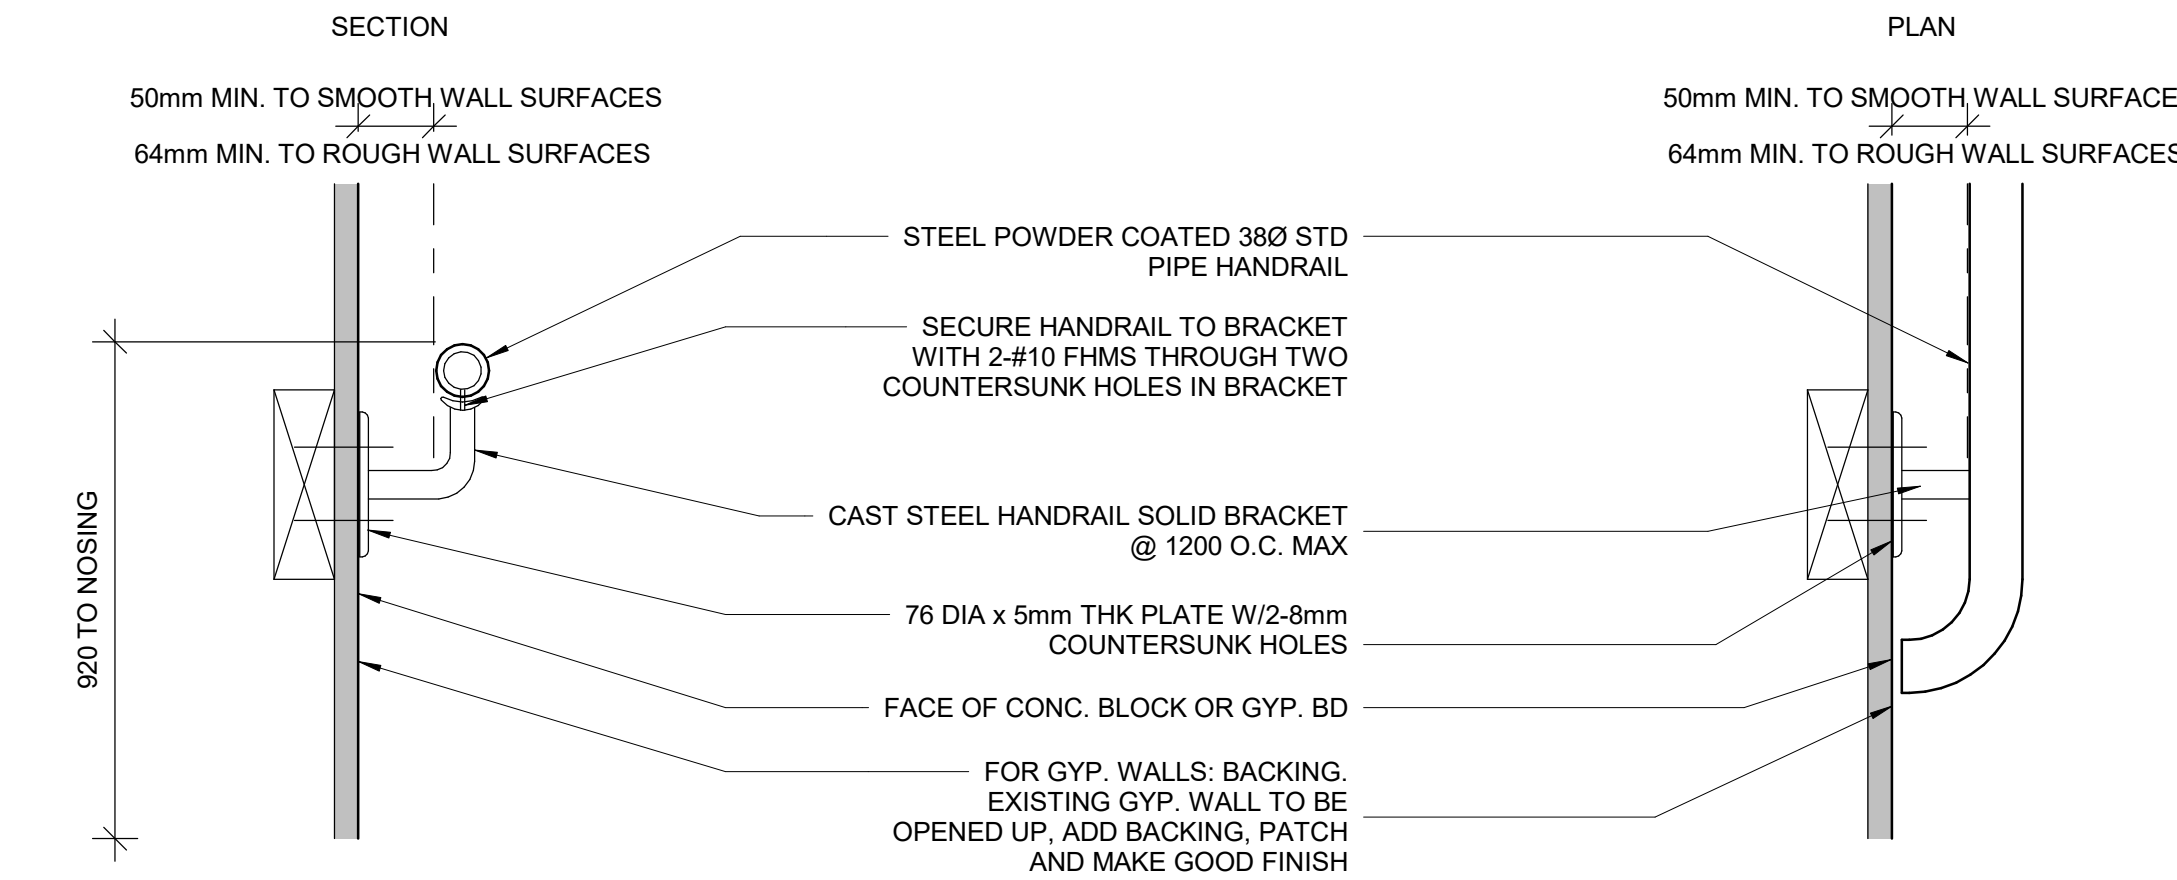 SECTION
50mm MIN. TO SMOOTH WALL SURFACES
64mm MIN. TO ROUGH WALL SURFACES
920 TO NOSING
STEEL POWDER COATED 38Ø STD
PIPE HANDRAIL
SECURE HANDRAIL TO BRACKET
WITH 2-#10 FHMS THROUGH TWO
COUNTERSUNK HOLES IN BRACKET
CAST STEEL HANDRAIL SOLID BRACKET
@ 1200 O.C. MAX
76 DIA x 5mm THK PLATE W/2-8mm
COUNTERSUNK HOLES
FACE OF CONC. BLOCK OR GYP. BD
FOR GYP. WALLS: BACKING.
EXISTING GYP. WALL TO BE
OPENED UP, ADD BACKING, PATCH
AND MAKE GOOD FINISH
PLAN
50mm MIN. TO SMOOTH WALL SURFACE
64mm MIN. TO ROUGH WALL SURFACES